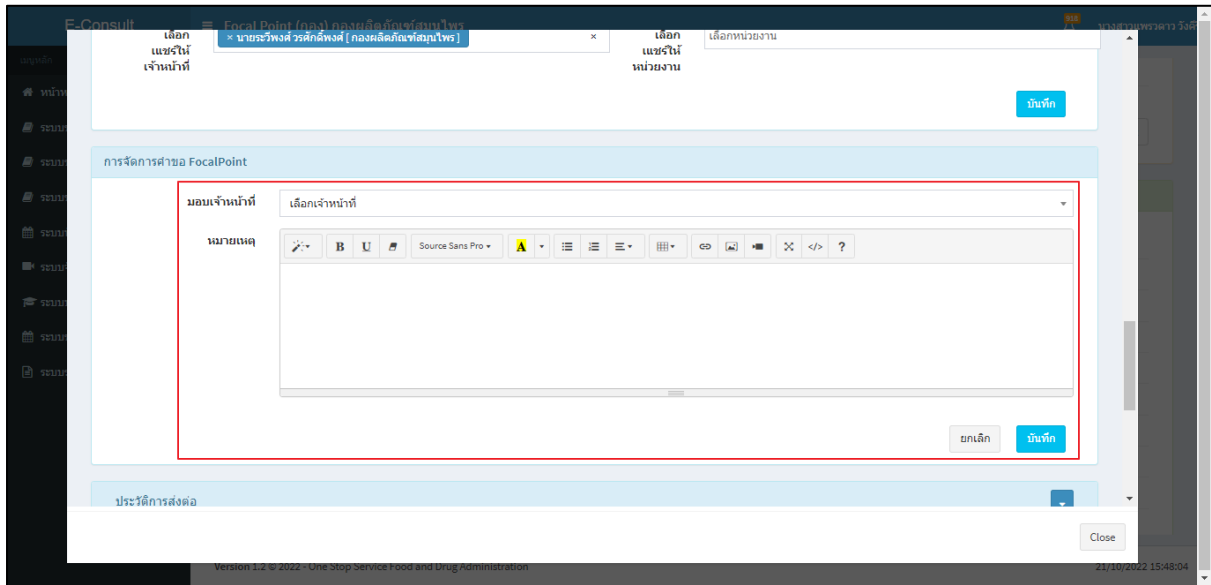 E-Consult
Focal Point (กอง) กองผลิตภัณฑ์สมุนไพร
เลือก
แชร์ให้
เจ้าหน้าที่
× นายระวีพงศ์ วรศักดิ์พงศ์ [ กองผลิตภัณฑ์สมุนไพร ] ×
เลือก
แชร์ให้
หน่วยงาน
เลือกหน่วยงาน
เมนูหลัก
บันทึก
การจัดการคำขอ FocalPoint
มอบเจ้าหน้าที่ เลือกเจ้าหน้าที่
หมายเหตุ
B U Source Sans Pro A </> ?
ยกเลิก บันทึก
ประวัติการส่งต่อ
Close
Version 1.2 © 2022 - One Stop Service Food and Drug Administration
21/10/2022 15:48:04